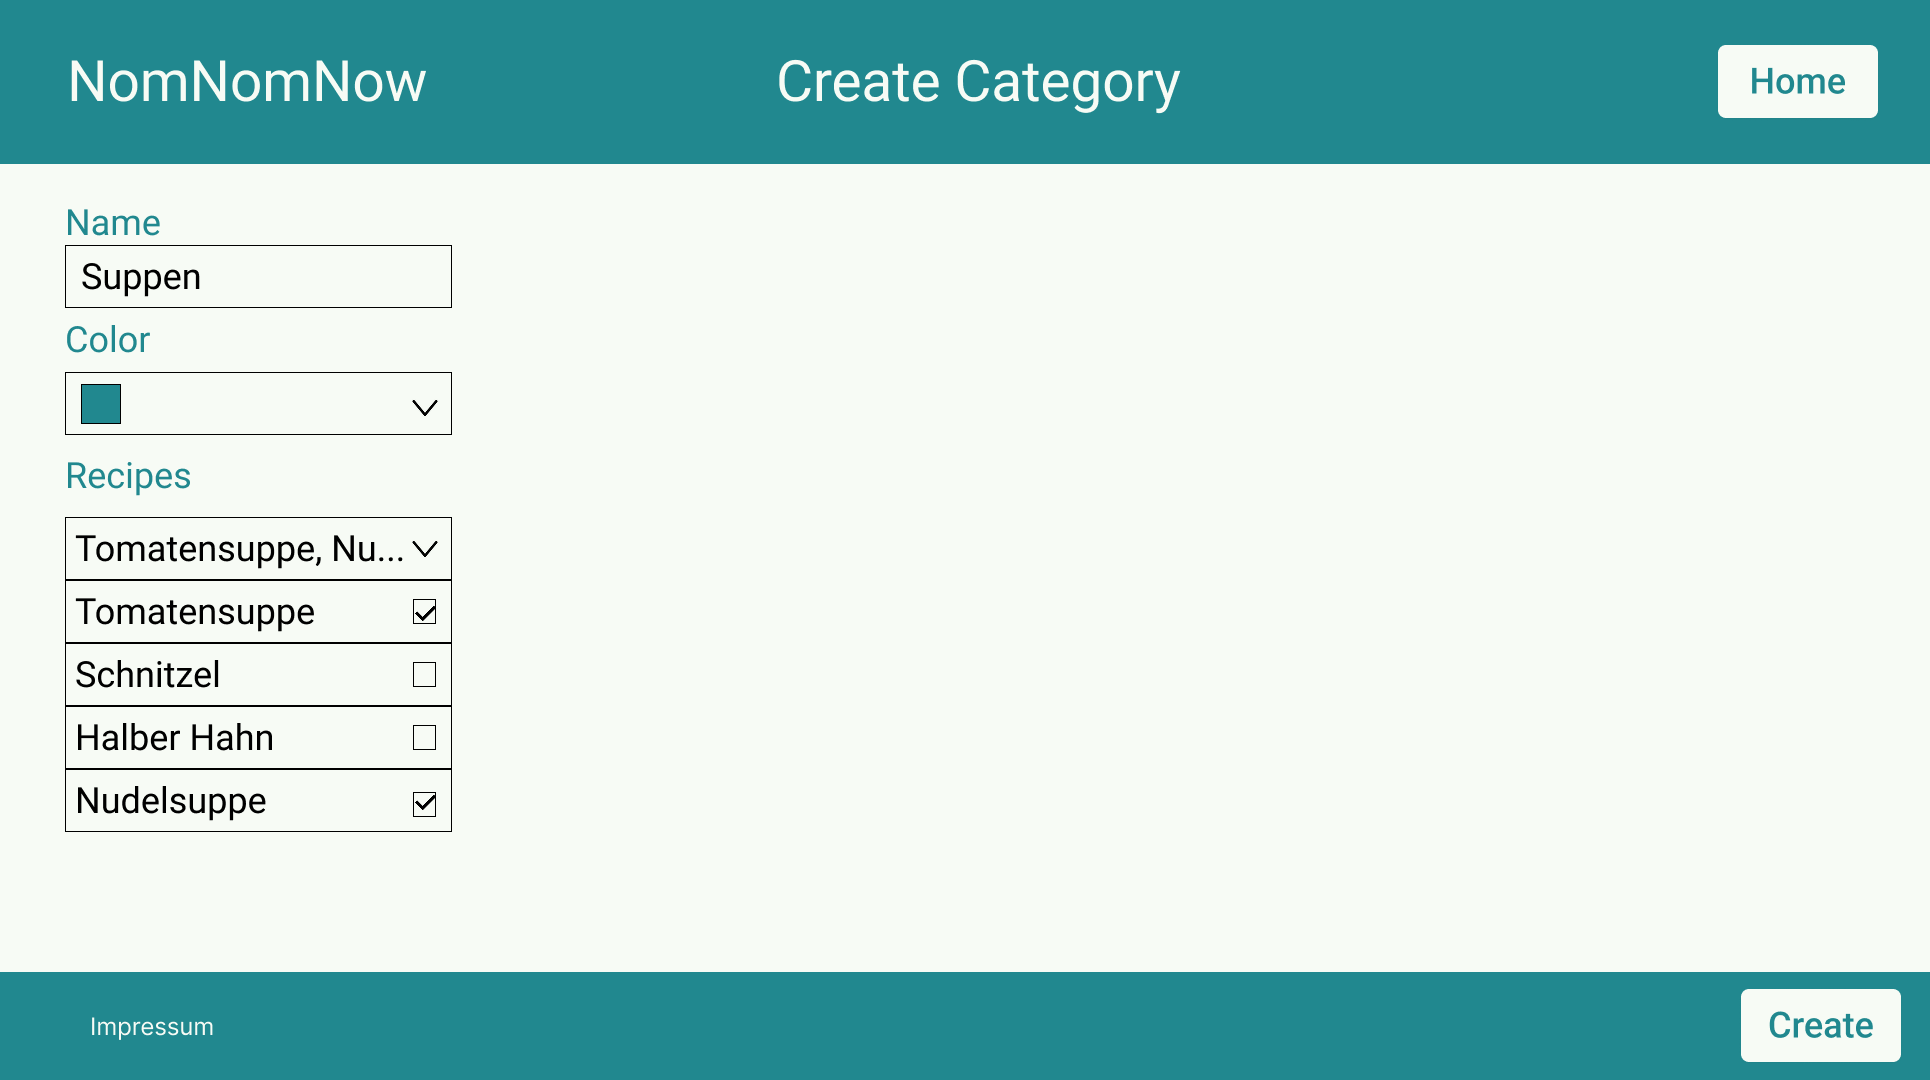 NomNomNow
Create Category
Home
Name
Suppen
Color
Recipes
Tomatensuppe, Nu...
Tomatensuppe
Schnitzel
Halber Hahn
Nudelsuppe
Impressum
Create